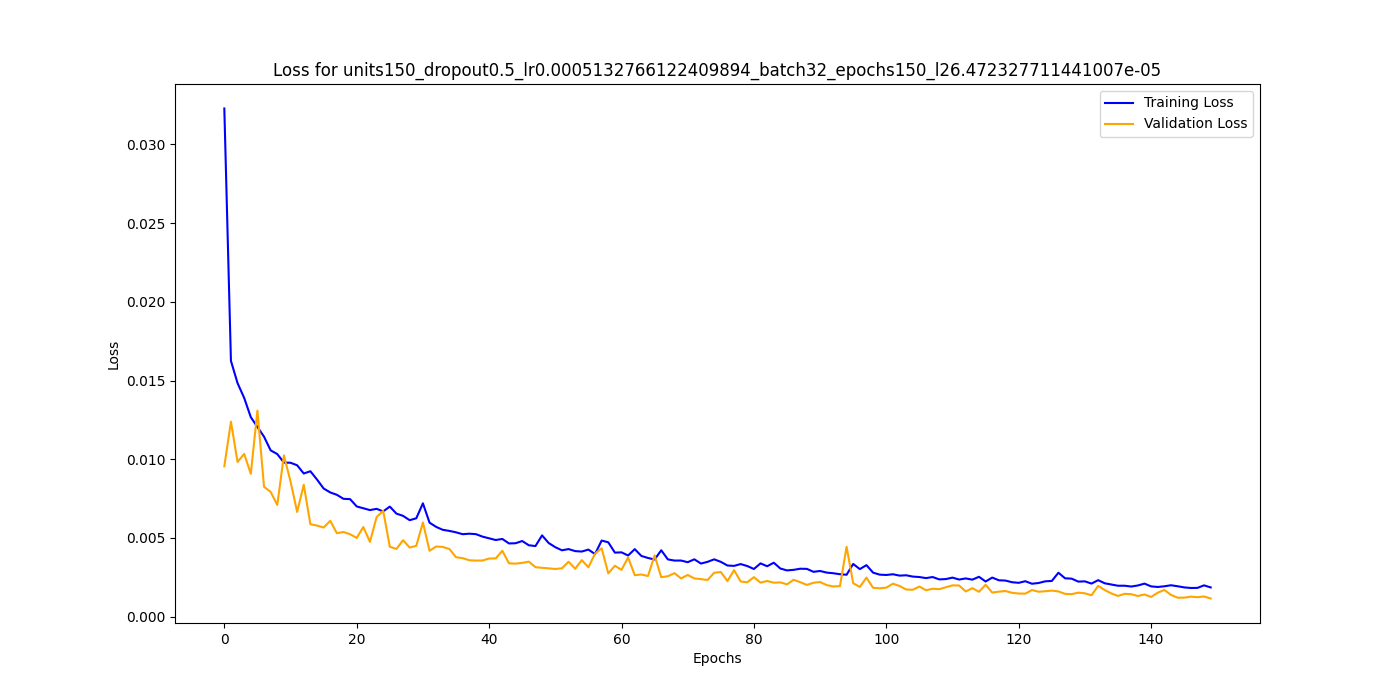 Loss for units150_dropout0.5_lr0.0005132766122409894_batch32_epochs150_l26.472327711441007e-05
Training Loss
Validation Loss
0.030
0.025
0.020
0.015
0.010
0.005
0.000
Loss
0 20 40 60 80 100 120 140
Epochs